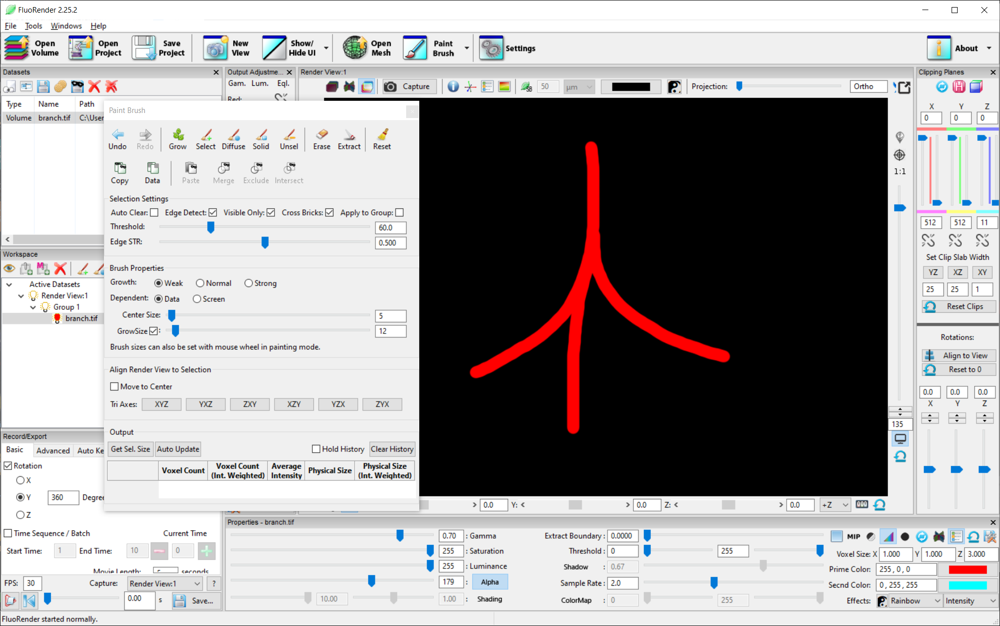 FluoRender 2.25.2
File Tools Windows Help
Open Volume
Open Project
Save Project
New View
Show/ Hide UI
Open Mesh
Paint Brush
Settings
About
Datasets
Type Name Path
Volume branch.tif C:\User
Output Adjustme...
Gam. Lum. Eql.
Red:
Render View:1
Capture
50 µm
Projection: Ortho
Paint Brush
Undo Redo Grow Select Diffuse Solid Unsel Erase Extract Reset
Copy Data Paste Merge Exclude Intersect
Selection Settings
Auto Clear: Edge Detect: Visible Only: Cross Bricks: Apply to Group:
Threshold: 60.0
Edge STR: 0.500
Brush Properties
Growth: Weak Normal Strong
Dependent: Data Screen
Center Size: 5
GrowSize : 12
Brush sizes can also be set with mouse wheel in painting mode.
Align Render View to Selection
Move to Center
Tri Axes: XYZ YXZ ZXY XZY YZX ZYX
Output
Get Sel. Size Auto Update Hold History Clear History
Voxel Count
Voxel Count (Int. Weighted)
Average Intensity
Physical Size
Physical Size (Int. Weighted)
Workspace
Active Datasets
Render View:1
Group 1
branch.tif
Record/Export
Basic Advanced Auto Ke
Rotation
X
Y 360 Degree
Z
Time Sequence / Batch Current Time
Start Time: 1 End Time: 10 0
Movie Length: 5 seconds
FPS: 30 Capture: Render View:1 ?
0.00 s Save...
1:1
135
> 0.0 Y: < > 0.0 Z: < > 0.0 +Z 000
Clipping Planes
X Y Z
0 0 0
512 512 11
Set Clip Slab Width
YZ XZ XY
25 25 1
Reset Clips
Rotations:
Align to View
Reset to 0
0.0 0.0 0.0
X Y Z
Properties - branch.tif
0.70 : Gamma Extract Boundary : 0.0000 MIP
255 : Saturation Threshold : 0 255 Voxel Size: X 1.000 Y 1.000 Z 3.000
255 : Luminance Shadow : 0.67 Prime Color: 255 , 0 , 0
179 : Alpha Sample Rate : 2.0 Secnd Color: 0 , 255 , 255
10.00 1.00 : Shading ColorMap : 0 255 Effects: Rainbow Intensity
FluoRender started normally.